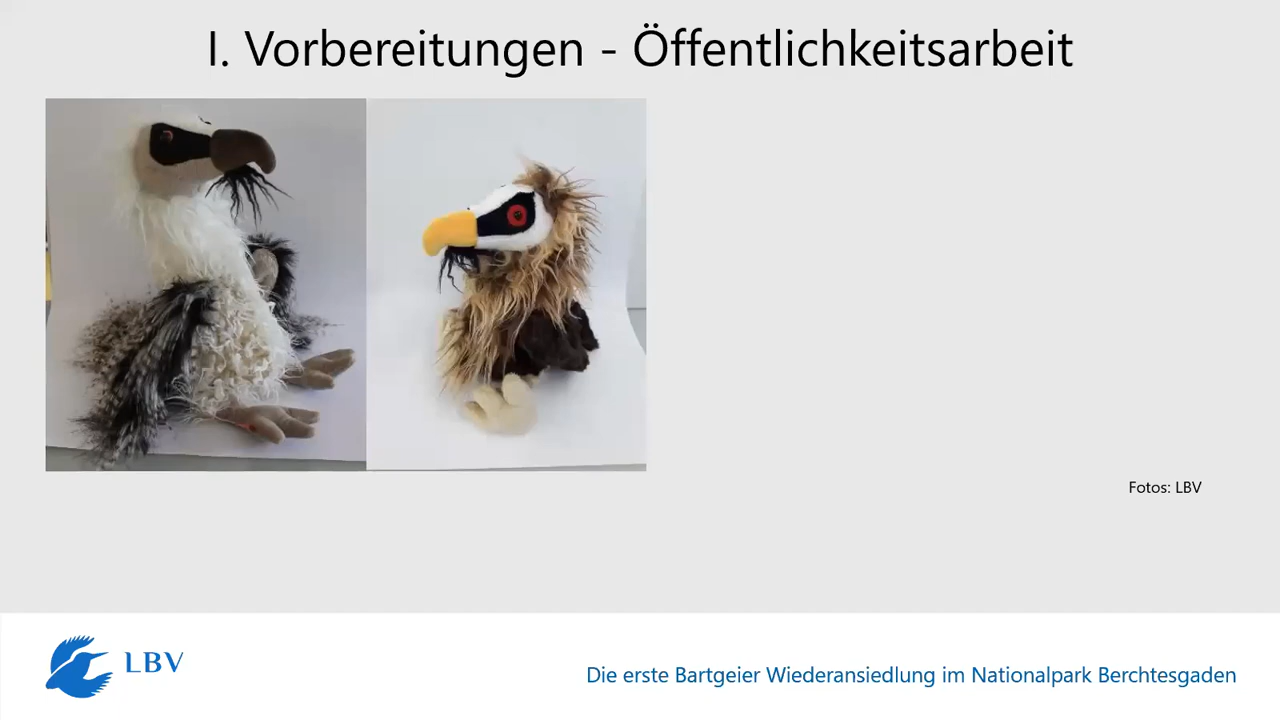 I. Vorbereitungen - Öffentlichkeitsarbeit
Fotos: LBV
LBV
Die erste Bartgeier Wiederansiedlung im Nationalpark Berchtesgaden